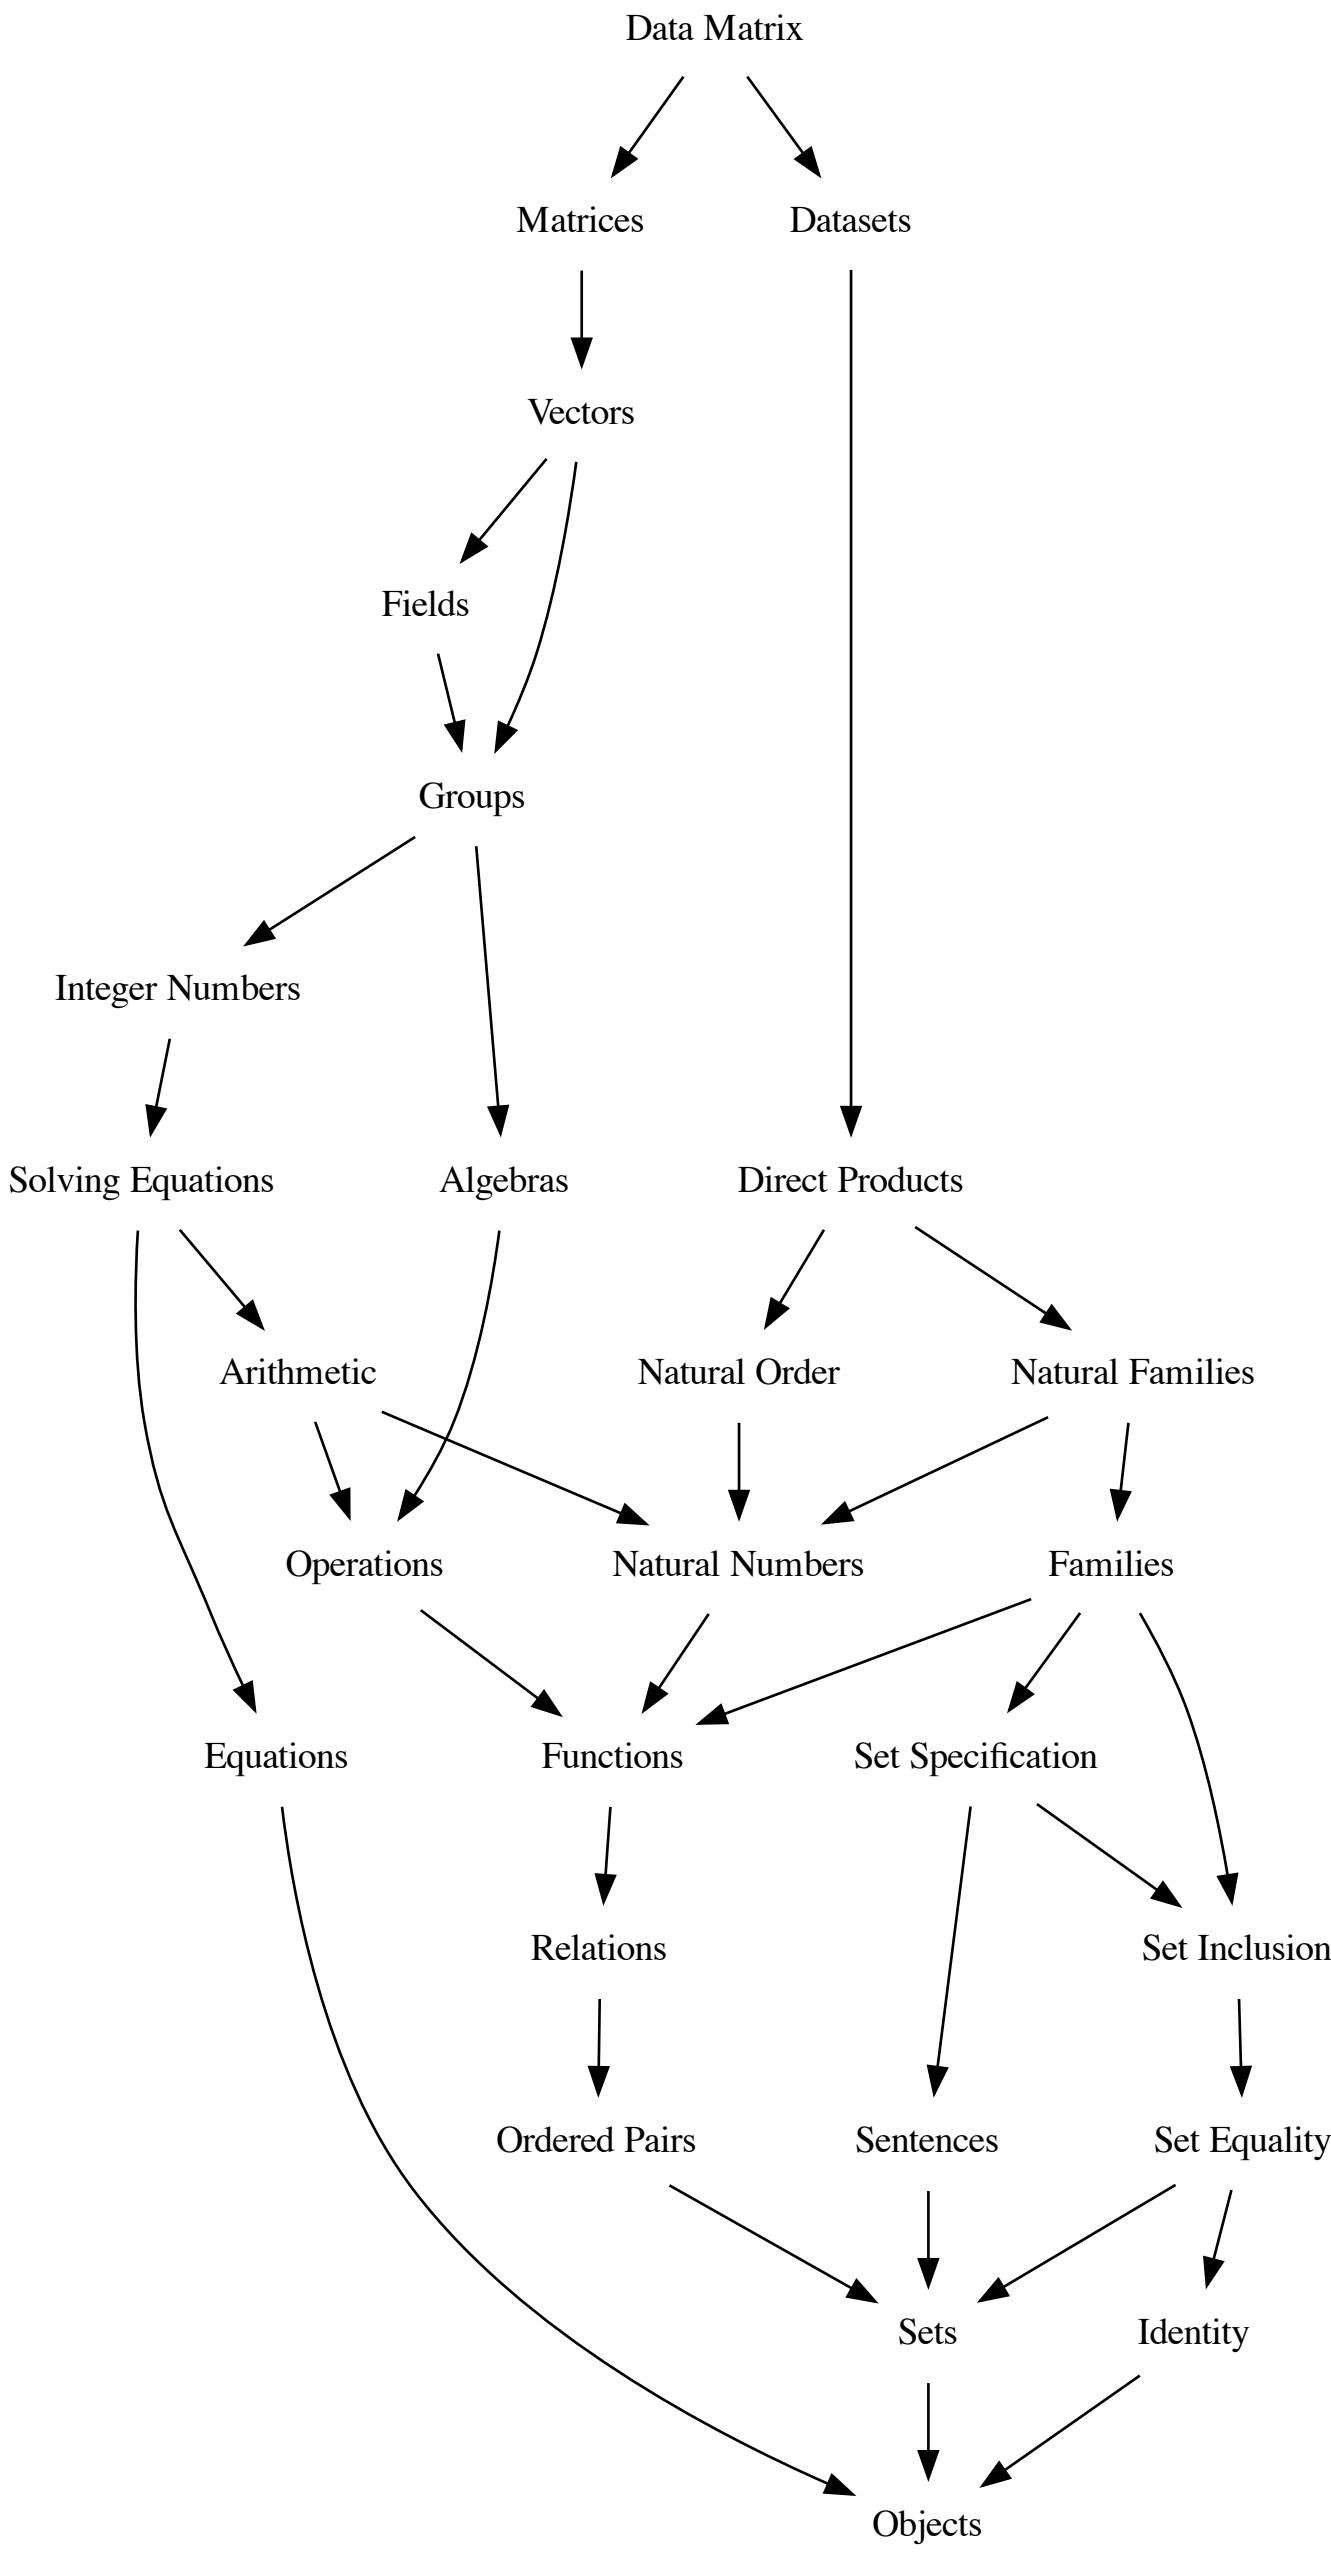 Data Matrix
Matrices
Datasets
Vectors
Fields
Groups
Integer Numbers
Solving Equations
Algebras
Direct Products
Arithmetic
Natural Order
Natural Families
Operations
Natural Numbers
Families
Equations
Functions
Set Specification
Relations
Set Inclusion
Ordered Pairs
Sentences
Set Equality
Sets
Identity
Objects